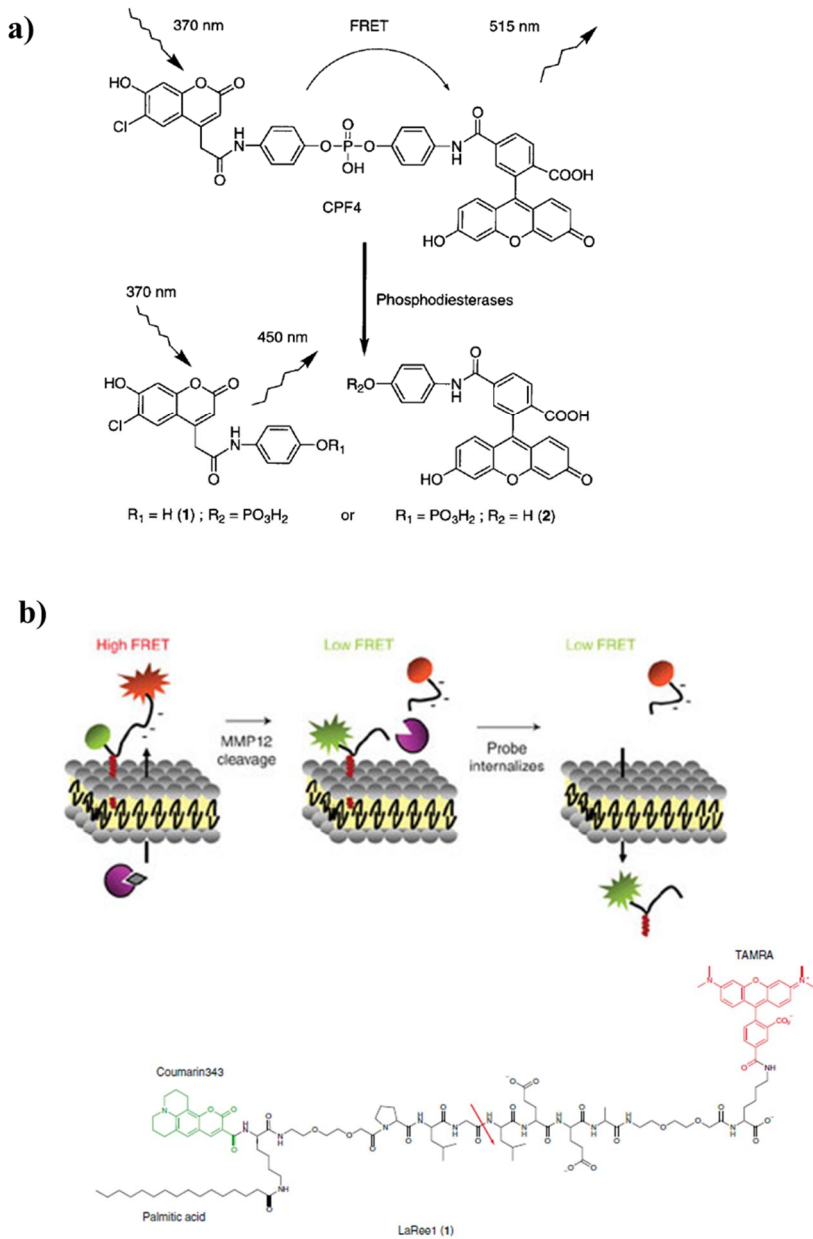 a)
370 nm
FRET
515 nm
HO
O
O
Cl
O
N
H
O
P
O
OH
O
N
H
O
COOH
HO
O
O
CPF4
370 nm
Phosphodiesterases
450 nm
HO
O
O
Cl
O
H
N
OR₁
R₂O
N
H
O
COOH
HO
O
O
R₁ = H (1) ; R₂ = PO₃H₂ or R₁ = PO₃H₂ ; R₂ = H (2)
b)
High FRET
Low FRET
Low FRET
MMP12
cleavage
Probe
internalizes
TAMRA
Coumarin343
Palmitic acid
LaRee1 (1)